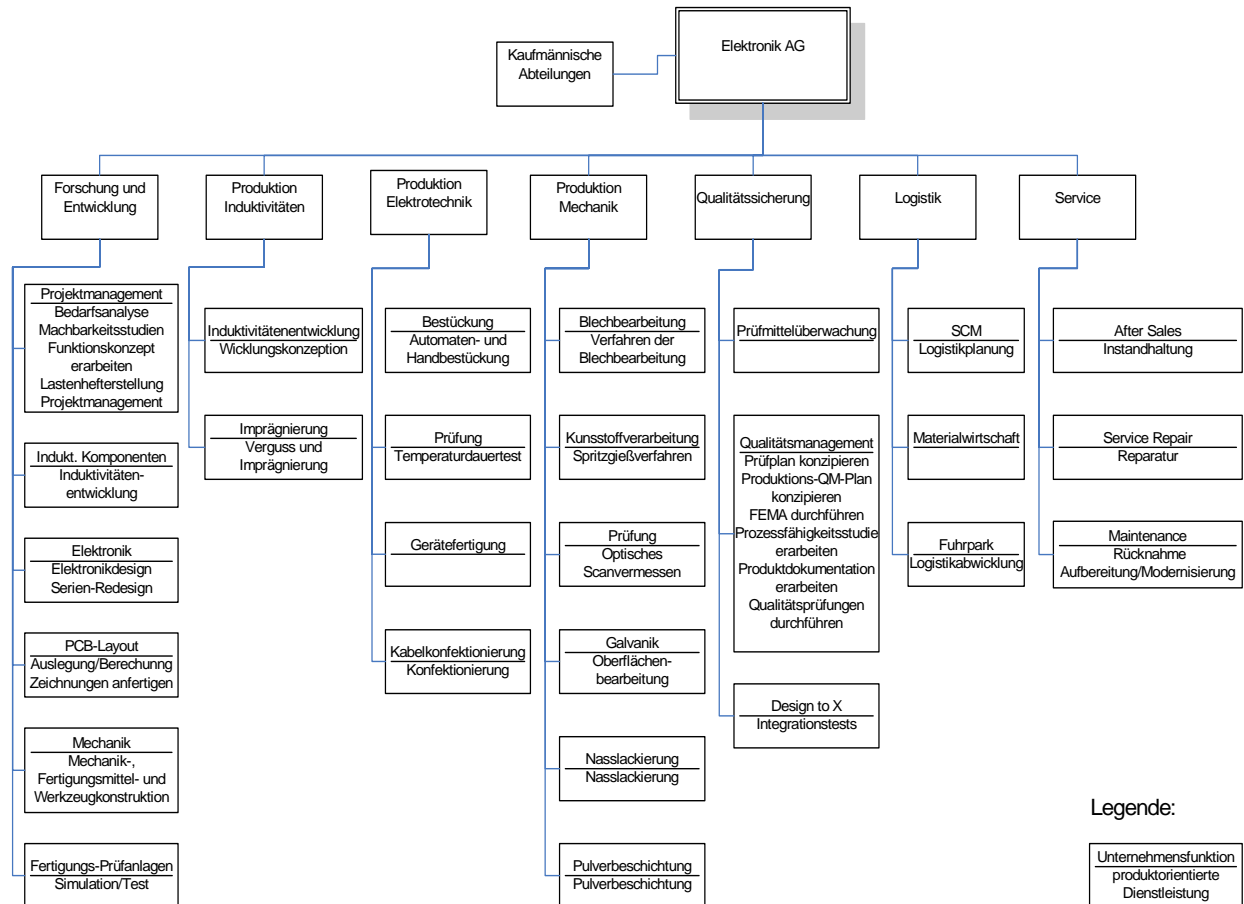 Elektronik AG
Kaufmännische
Abteilungen
Forschung und
Entwicklung
Produktion
Induktivitäten
Produktion
Elektrotechnik
Produktion
Mechanik
Qualitätssicherung
Logistik
Service
Projektmanagement
Bedarfsanalyse
Machbarkeitsstudien
Funktionskonzept
erarbeiten
Lastenhefterstellung
Projektmanagement
Indukt. Komponenten
Induktivitäten-
entwicklung
Elektronik
Elektronikdesign
Serien-Redesign
PCB-Layout
Auslegung/Berechunng
Zeichnungen anfertigen
Mechanik
Mechanik-,
Fertigungsmittel- und
Werkzeugkonstruktion
Fertigungs-Prüfanlagen
Simulation/Test
Induktivitätenentwicklung
Wicklungskonzeption
Imprägnierung
Verguss und
Imprägnierung
Bestückung
Automaten- und
Handbestückung
Prüfung
Temperaturdauertest
Gerätefertigung
Kabelkonfektionierung
Konfektionierung
Blechbearbeitung
Verfahren der
Blechbearbeitung
Kunsstoffverarbeitung
Spritzgießverfahren
Prüfung
Optisches
Scanvermessen
Galvanik
Oberflächen-
bearbeitung
Nasslackierung
Nasslackierung
Pulverbeschichtung
Pulverbeschichtung
Prüfmittelüberwachung
Qualitätsmanagement
Prüfplan konzipieren
Produktions-QM-Plan
konzipieren
FEMA durchführen
Prozessfähigkeitsstudie
erarbeiten
Produktdokumentation
erarbeiten
Qualitätsprüfungen
durchführen
Design to X
Integrationstests
SCM
Logistikplanung
Materialwirtschaft
Fuhrpark
Logistikabwicklung
After Sales
Instandhaltung
Service Repair
Reparatur
Maintenance
Rücknahme
Aufbereitung/Modernisierung
Legende:
Unternehmensfunktion
produktorientierte
Dienstleistung